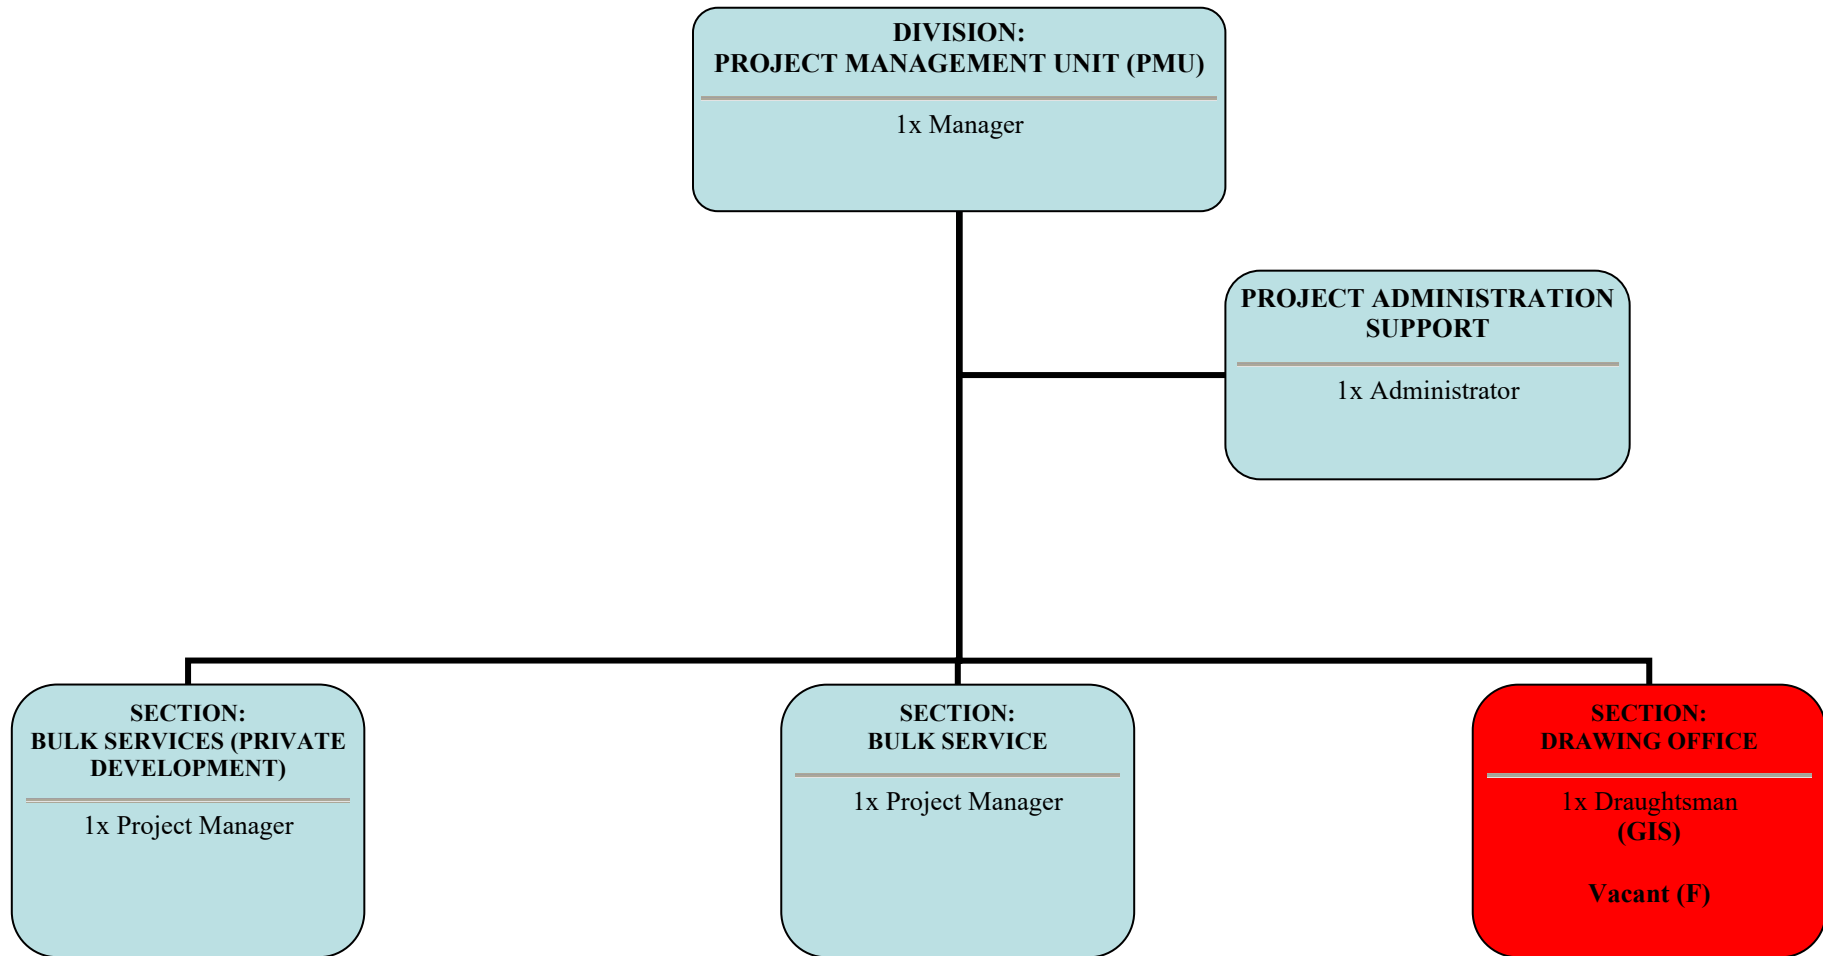 DIVISION:
PROJECT MANAGEMENT UNIT (PMU)
1x Manager
PROJECT ADMINISTRATION
SUPPORT
1x Administrator
SECTION:
BULK SERVICES (PRIVATE
DEVELOPMENT)
1x Project Manager
SECTION:
BULK SERVICE
1x Project Manager
SECTION:
DRAWING OFFICE
1x Draughtsman
(GIS)
Vacant (F)